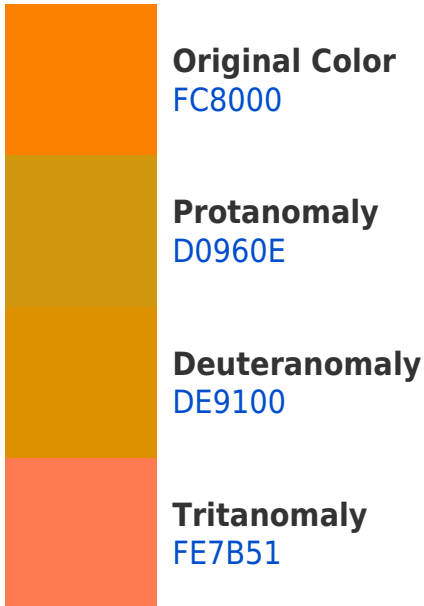 Original Color
FC8000
Protanomaly
D0960E
Deuteranomaly
DE9100
Tritanomaly
FE7B51